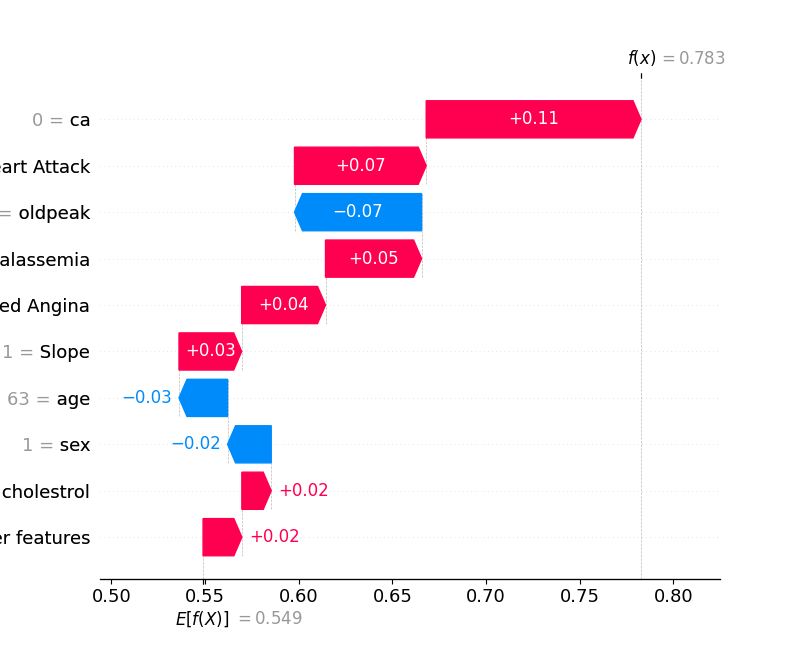 f(x) = 0.783
0 = ca
+0.11
art Attack
+0.07
= oldpeak
−0.07
alassemia
+0.05
ed Angina
+0.04
1 = Slope
+0.03
63 = age
−0.03
1 = sex
−0.02
cholestrol
+0.02
er features
+0.02
0.50 0.55 0.60 0.65 0.70 0.75 0.80
E[f(X)] = 0.549